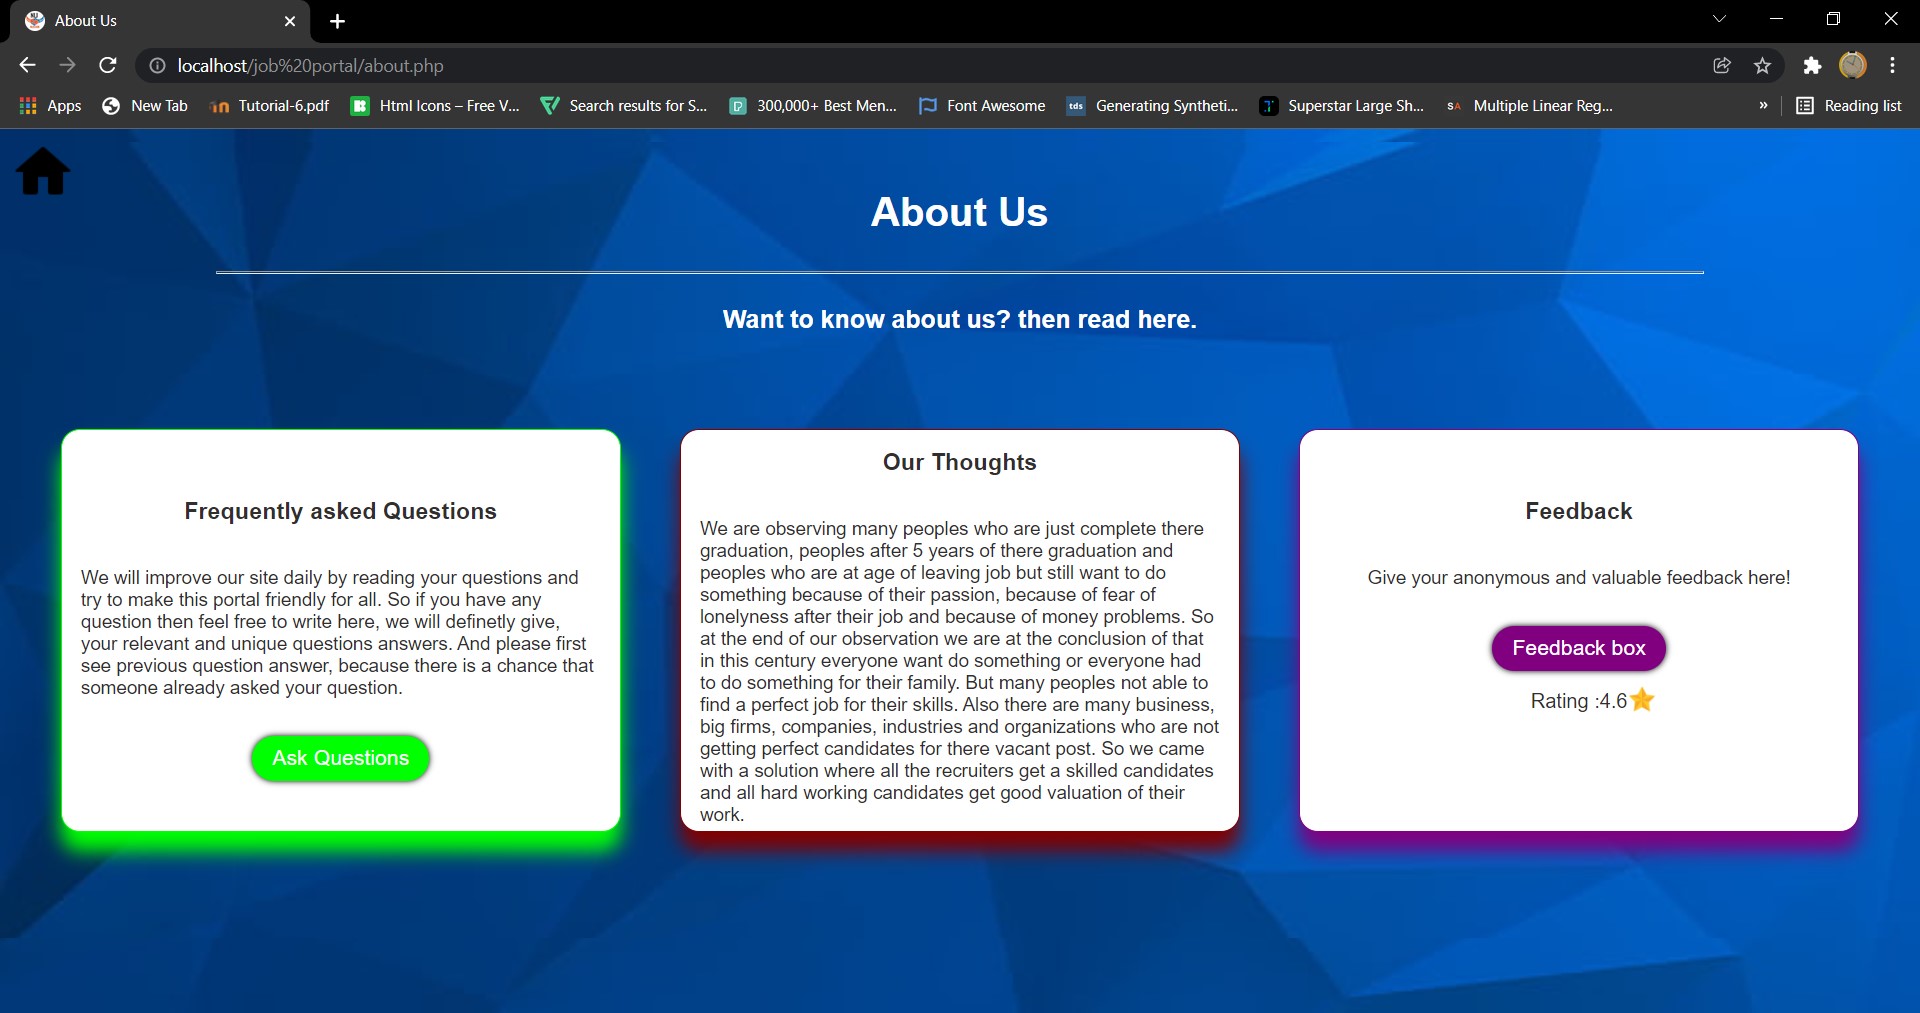 About Us
localhost/job%20portal/about.php
Apps
New Tab
Tutorial-6.pdf
Html Icons – Free V...
Search results for S...
300,000+ Best Men...
Font Awesome
tds
Generating Syntheti...
Superstar Large Sh...
SA
Multiple Linear Reg...
»
Reading list
About Us
Want to know about us? then read here.
Frequently asked Questions
We will improve our site daily by reading your questions and
try to make this portal friendly for all. So if you have any
question then feel free to write here, we will definetly give,
your relevant and unique questions answers. And please first
see previous question answer, because there is a chance that
someone already asked your question.
Ask Questions
Our Thoughts
We are observing many peoples who are just complete there
graduation, peoples after 5 years of there graduation and
peoples who are at age of leaving job but still want to do
something because of their passion, because of fear of
lonelyness after their job and because of money problems. So
at the end of our observation we are at the conclusion of that
in this century everyone want do something or everyone had
to do something for their family. But many peoples not able to
find a perfect job for their skills. Also there are many business,
big firms, companies, industries and organizations who are not
getting perfect candidates for there vacant post. So we came
with a solution where all the recruiters get a skilled candidates
and all hard working candidates get good valuation of their
work.
Feedback
Give your anonymous and valuable feedback here!
Feedback box
Rating :4.6⭐